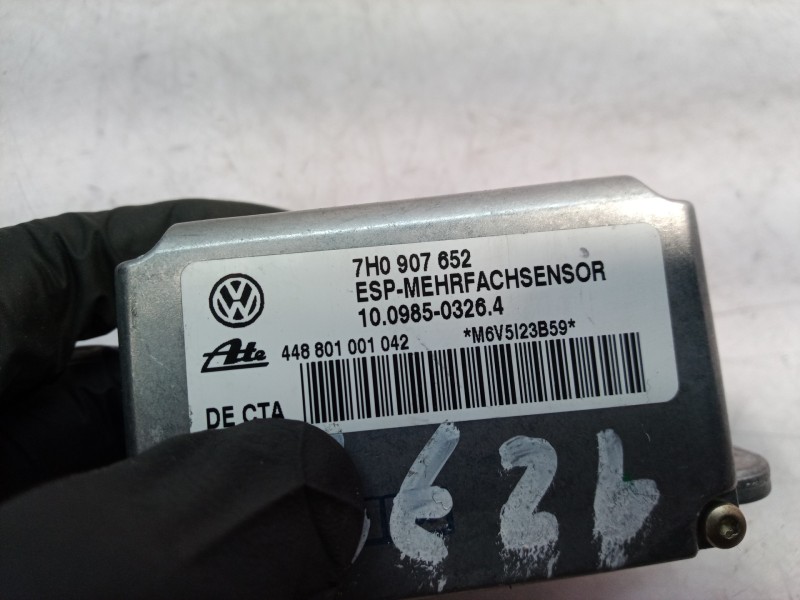 7H0 907 652
ESP-MEHRFACHSENSOR
10.0985-0326.4
Ate 448 801 001 042 *M6V5I23B59*
DE CTA